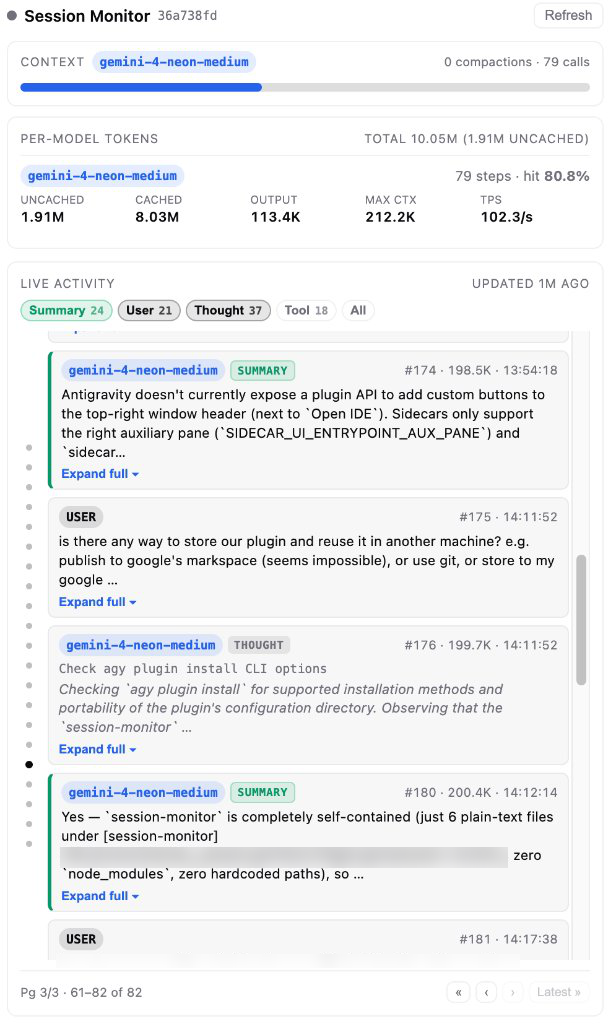 Session Monitor 36a738fd Refresh
CONTEXT gemini-4-neon-medium 0 compactions · 79 calls
PER-MODEL TOKENS TOTAL 10.05M (1.91M UNCACHED)
gemini-4-neon-medium 79 steps · hit 80.8%
UNCACHED CACHED OUTPUT MAX CTX TPS
1.91M 8.03M 113.4K 212.2K 102.3/s
LIVE ACTIVITY UPDATED 1M AGO
Summary 24 User 21 Thought 37 Tool 18 All
gemini-4-neon-medium SUMMARY #174 · 198.5K · 13:54:18
Antigravity doesn't currently expose a plugin API to add custom buttons to
the top-right window header (next to `Open IDE`). Sidecars only support
the right auxiliary pane (`SIDECAR_UI_ENTRYPOINT_AUX_PANE`) and
`sidecar...
Expand full
USER #175 · 14:11:52
is there any way to store our plugin and reuse it in another machine? e.g.
publish to google's markspace (seems impossible), or use git, or store to my
google ...
Expand full
gemini-4-neon-medium THOUGHT #176 · 199.7K · 14:11:52
Check agy plugin install CLI options
Checking `agy plugin install` for supported installation methods and
portability of the plugin's configuration directory. Observing that the
`session-monitor` ...
Expand full
gemini-4-neon-medium SUMMARY #180 · 200.4K · 14:12:14
Yes — `session-monitor` is completely self-contained (just 6 plain-text files
under [session-monitor]
zero
`node_modules`, zero hardcoded paths), so ...
Expand full
USER #181 · 14:17:38
Pg 3/3 · 61–82 of 82 « ‹ › Latest »